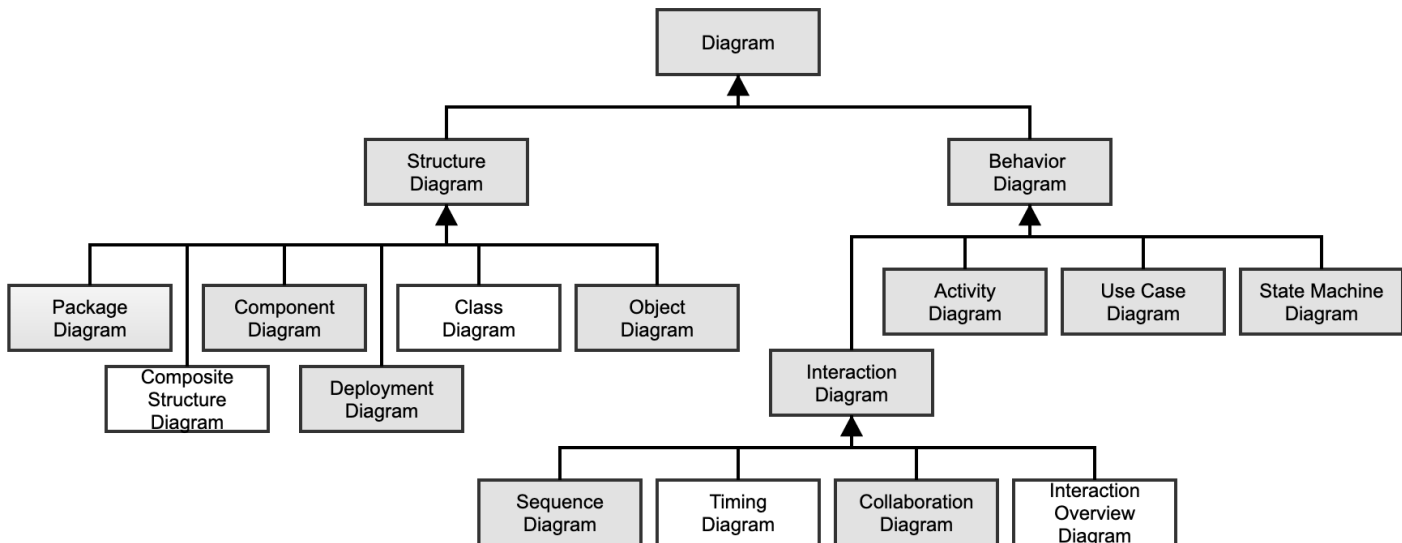 Diagram
Structure
Diagram
Behavior
Diagram
Package
Diagram
Component
Diagram
Class
Diagram
Object
Diagram
Activity
Diagram
Use Case
Diagram
State Machine
Diagram
Composite
Structure
Diagram
Deployment
Diagram
Interaction
Diagram
Sequence
Diagram
Timing
Diagram
Collaboration
Diagram
Interaction
Overview
Diagram